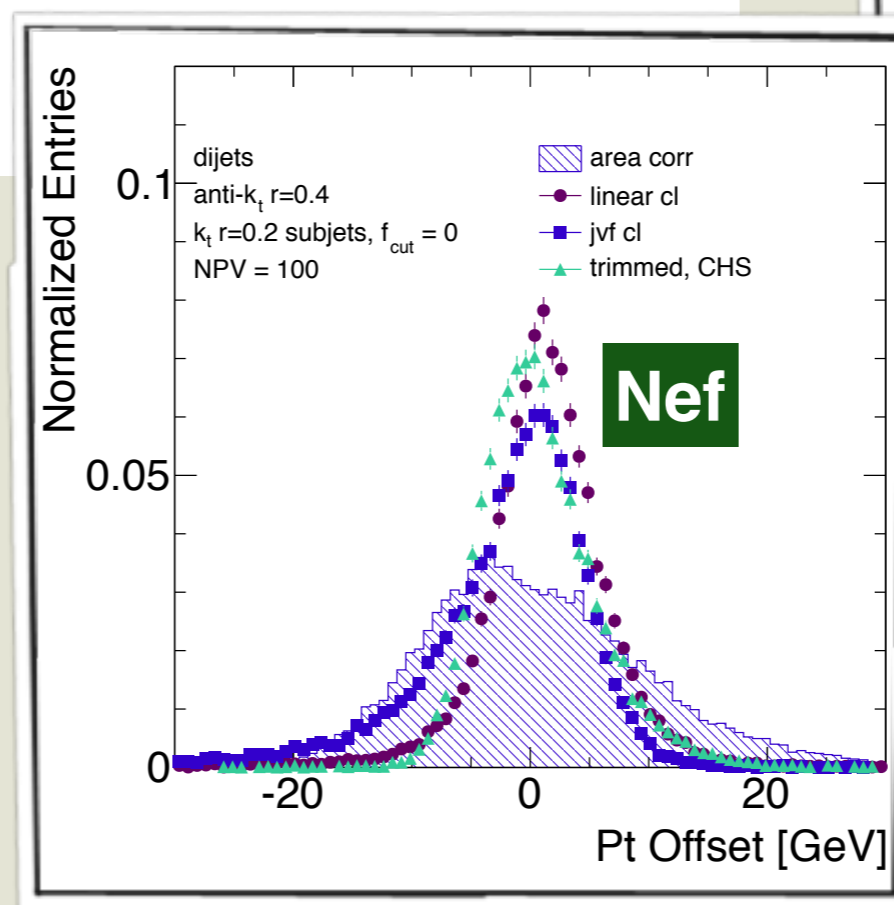 Normalized Entries
0.1
0.05
0
dijets
anti-kt r=0.4
kt r=0.2 subjets, fcut = 0
NPV = 100
area corr
linear cl
jvf cl
trimmed, CHS
Nef
-20 0 20
Pt Offset [GeV]